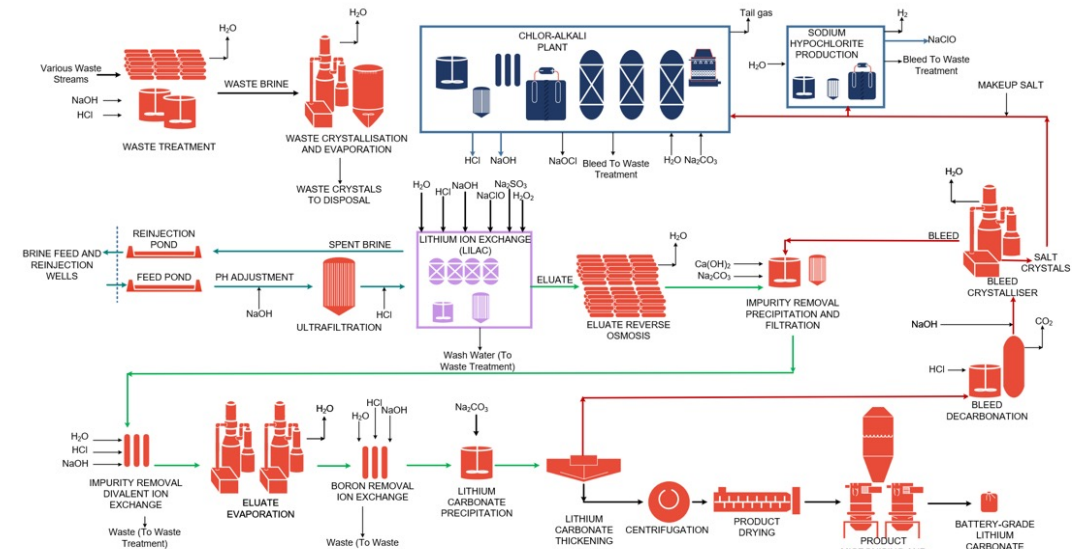 H₂O
Various Waste
Streams
NaOH
HCl
WASTE TREATMENT
WASTE BRINE
H₂O
WASTE CRYSTALLISATION
AND EVAPORATION
WASTE CRYSTALS
TO DISPOSAL
CHLOR-ALKALI
PLANT
Tail gas
HCl
NaOH
NaOCl
Bleed To Waste
Treatment
H₂O
Na₂CO₃
H₂
SODIUM
HYPOCHLORITE
PRODUCTION
H₂O
NaClO
Bleed To Waste
Treatment
MAKEUP SALT
BRINE FEED AND
REINJECTION
WELLS
REINJECTION
POND
FEED POND
SPENT BRINE
PH ADJUSTMENT
NaOH
ULTRAFILTRATION
HCl
H₂O
HCl
NaOH
NaClO
Na₂SO₃
H₂O₂
LITHIUM ION EXCHANGE
(LILAC)
Wash Water (To
Waste Treatment)
ELUATE
H₂O
ELUATE REVERSE
OSMOSIS
Ca(OH)₂
Na₂CO₃
IMPURITY REMOVAL
PRECIPITATION AND
FILTRATION
BLEED
H₂O
SALT
CRYSTALS
BLEED
CRYSTALLISER
NaOH
CO₂
HCl
BLEED
DECARBONATION
H₂O
HCl
NaOH
IMPURITY REMOVAL
DIVALENT ION
EXCHANGE
Waste (To Waste
Treatment)
H₂O
ELUATE
EVAPORATION
H₂O
HCl
NaOH
BORON REMOVAL
ION EXCHANGE
Waste (To Waste
Na₂CO₃
LITHIUM
CARBONATE
PRECIPITATION
LITHIUM
CARBONATE
THICKENING
CENTRIFUGATION
PRODUCT
DRYING
PRODUCT
BATTERY-GRADE
LITHIUM
CARBONATE